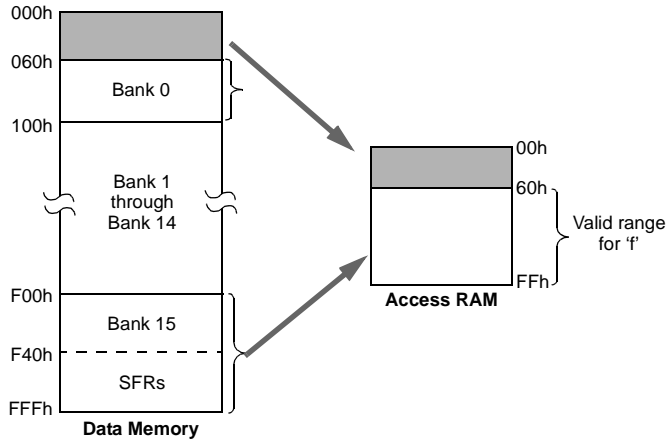 000h
060h
Bank 0
100h
Bank 1
through
Bank 14
F00h
Bank 15
F40h
SFRs
FFFh
Data Memory
00h
60h
Valid range
for ‘f’
FFh
Access RAM